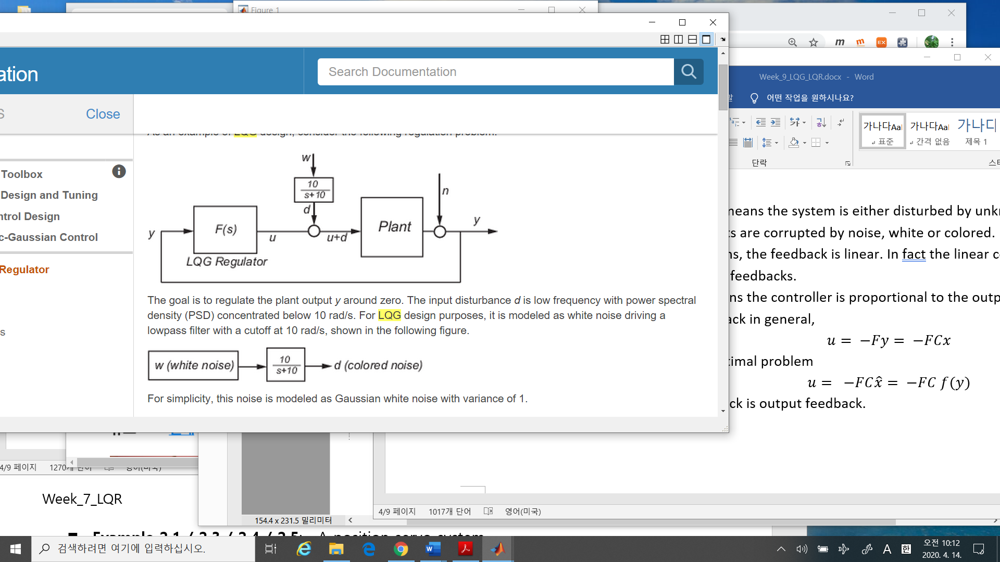 Figure 1
Search Documentation
Close
Week_9_LQG_LQR.docx - Word
어떤 작업을 원하시나요?
가나다Aa
표준
가나다Aa
간격 없음
가나다
제목 1
단락
Toolbox
Design and Tuning
Control Design
c-Gaussian Control
Regulator
As an example of LQG design, consider the following regulation problem.
w
10
s+10
d
n
y
F(s)
u
u+d
Plant
y
LQG Regulator
The goal is to regulate the plant output y around zero. The input disturbance d is low frequency with power spectral
density (PSD) concentrated below 10 rad/s. For LQG design purposes, it is modeled as white noise driving a
lowpass filter with a cutoff at 10 rad/s, shown in the following figure.
w (white noise)
10
s+10
d (colored noise)
For simplicity, this noise is modeled as Gaussian white noise with variance of 1.
means the system is either disturbed by
ts are corrupted by noise, white or colored.
ns, the feedback is linear. In fact the linear
feedbacks.
ns the controller is proportional to the
ack in general,
u = −Fy = −FCx
timal problem
u = −FCx̂ = −FC f(y)
ck is output feedback.
4/9 페이지
1270개 단어
영어(미국)
Week_7_LQR
154.4 x 231.5 밀리미터
4/9 페이지
1017개 단어
영어(미국)
Example 2.1 / 2.3 / 2.4 / 2.5: A position servo system
검색하려면 여기에 입력하십시오.
A
한
오전 10:12
2020. 4. 14.